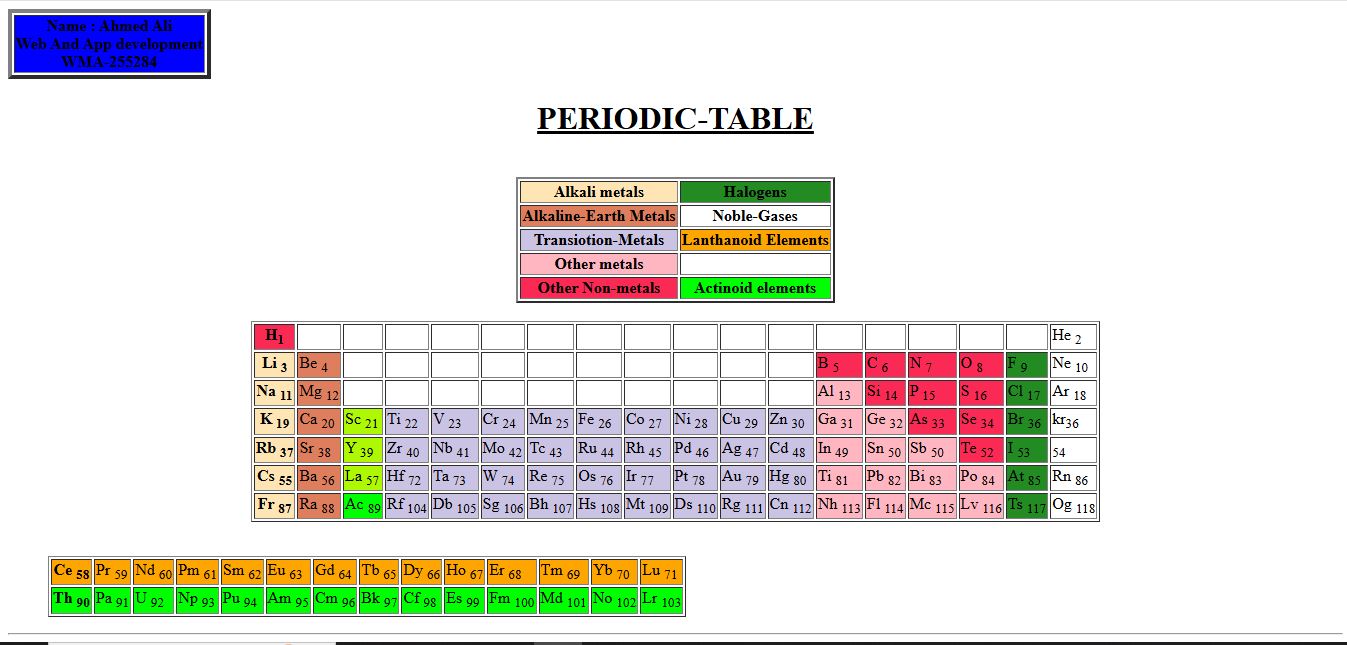 Name : Ahmed Ali
Web And App development
WMA-255284
PERIODIC-TABLE
Alkali metals Halogens
Alkaline-Earth Metals Noble-Gases
Transiotion-Metals Lanthanoid Elements
Other metals
Other Non-metals Actinoid elements
H1 He 2
Li 3 Be 4 B 5 C 6 N 7 O 8 F 9 Ne 10
Na 11 Mg 12 Al 13 Si 14 P 15 S 16 Cl 17 Ar 18
K 19 Ca 20 Sc 21 Ti 22 V 23 Cr 24 Mn 25 Fe 26 Co 27 Ni 28 Cu 29 Zn 30 Ga 31 Ge 32 As 33 Se 34 Br 36 kr36
Rb 37 Sr 38 Y 39 Zr 40 Nb 41 Mo 42 Tc 43 Ru 44 Rh 45 Pd 46 Ag 47 Cd 48 In 49 Sn 50 Sb 50 Te 52 I 53 54
Cs 55 Ba 56 La 57 Hf 72 Ta 73 W 74 Re 75 Os 76 Ir 77 Pt 78 Au 79 Hg 80 Ti 81 Pb 82 Bi 83 Po 84 At 85 Rn 86
Fr 87 Ra 88 Ac 89 Rf 104 Db 105 Sg 106 Bh 107 Hs 108 Mt 109 Ds 110 Rg 111 Cn 112 Nh 113 Fl 114 Mc 115 Lv 116 Ts 117 Og 118
Ce 58 Pr 59 Nd 60 Pm 61 Sm 62 Eu 63 Gd 64 Tb 65 Dy 66 Ho 67 Er 68 Tm 69 Yb 70 Lu 71
Th 90 Pa 91 U 92 Np 93 Pu 94 Am 95 Cm 96 Bk 97 Cf 98 Es 99 Fm 100 Md 101 No 102 Lr 103